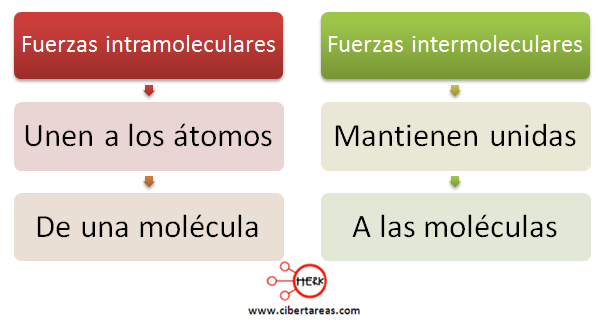 Fuerzas intramoleculares
Unen a los átomos
De una molécula
Fuerzas intermoleculares
Mantienen unidas
A las moléculas
HERK
www.cibertareas.com